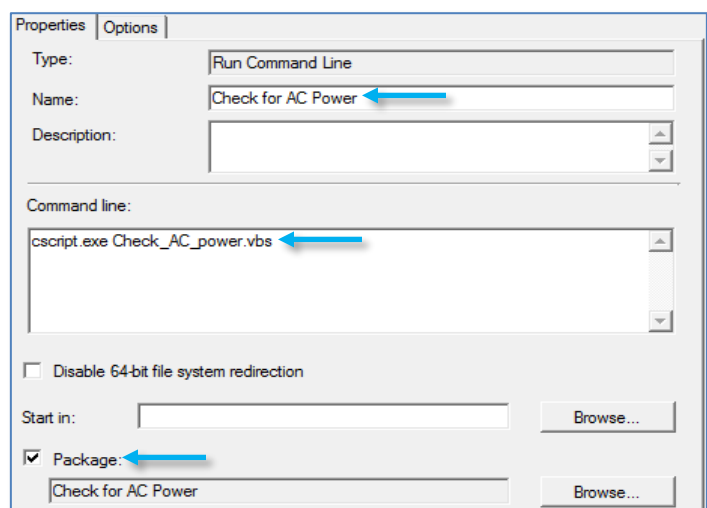 Properties Options
Type: Run Command Line
Name: Check for AC Power
Description:
Command line:
cscript.exe Check_AC_power.vbs
Disable 64-bit file system redirection
Start in: Browse...
Package:
Check for AC Power Browse...